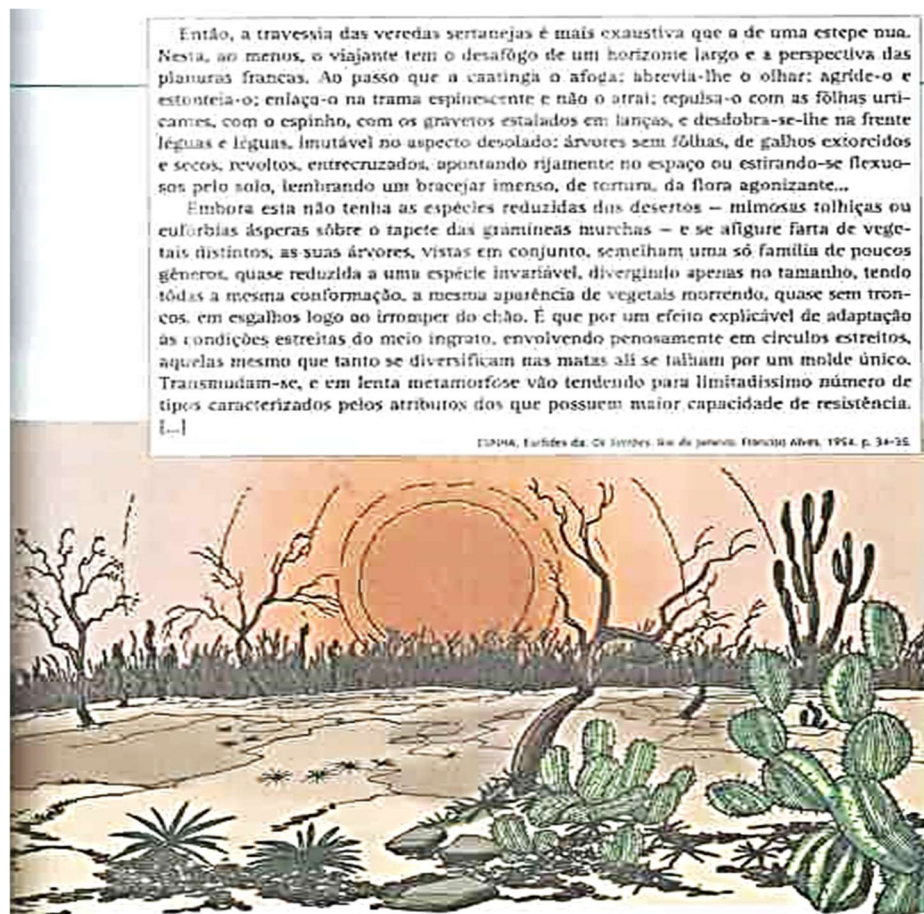 Então, a travessia das veredas sertanejas é mais exaustiva que a de uma estepe nua.
Nesta, ao menos, o viajante tem o desafôgo de um horizonte largo e a perspectiva das
planuras francas. Ao passo que a caatinga o afoga; abrevia-lhe o olhar; agride-o e
estonteia-o; enlaça-o na trama espinescente e não o atrai; repulsa-o com as fôlhas urti-
cantes, com o espinho, com os gravetos estalados em lanças, e desdobra-se-lhe na frente
léguas e léguas, imutável no aspecto desolado: árvores sem fôlhas, de galhos extorcidos
e secos, revoltos, entrecruzados, apontando rijamente no espaço ou estirando-se flexuo-
sos pelo solo, lembrando um bracejar imenso, de tortura, da flora agonizante...
Embora esta não tenha as espécies reduzidas dos desertos — mimosas tolhiças ou
eufórbias ásperas sôbre o tapete das gramíneas murchas — e se afigure farta de vege-
tais distintos, as suas árvores, vistas em conjunto, semelham uma só família de poucos
gêneros, quase reduzida a uma espécie invariável, divergindo apenas no tamanho, tendo
tôdas a mesma conformação, a mesma aparência de vegetais morrendo, quase sem tron-
cos, em esgalhos logo ao irromper do chão. É que por um efeito explicável de adaptação
às condições estreitas do meio ingrato, envolvendo penosamente em círculos estreitos,
aquelas mesmo que tanto se diversificam nas matas ali se talham por um molde único.
Transmudam-se, e em lenta metamorfose vão tendendo para limitadíssimo número de
tipos caracterizados pelos atributos dos que possuem maior capacidade de resistência.
[...]
CUNHA, Euclides da. Os Sertões. Rio de Janeiro: Francisco Alves, 1954. p. 34-35.